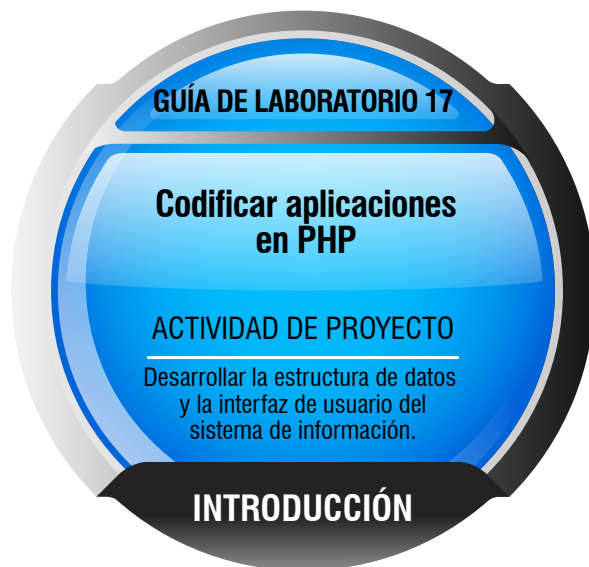 GUÍA DE LABORATORIO 17
Codificar aplicaciones
en PHP
ACTIVIDAD DE PROYECTO
Desarrollar la estructura de datos
y la interfaz de usuario del
sistema de información.
INTRODUCCIÓN